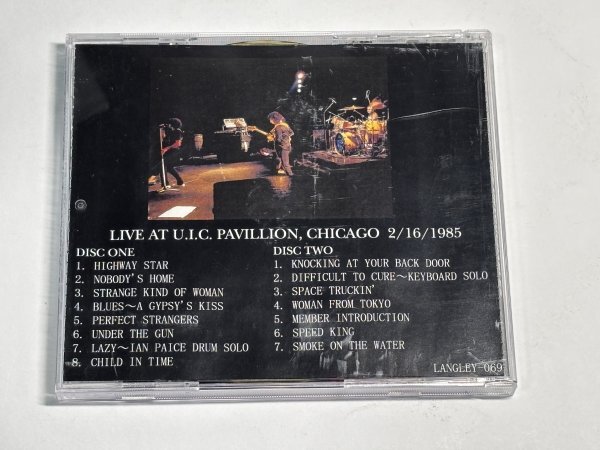 LIVE AT U.I.C. PAVILLION, CHICAGO 2/16/1985
DISC ONE
1. HIGHWAY STAR
2. NOBODY'S HOME
3. STRANGE KIND OF WOMAN
4. BLUES~A GYPSY'S KISS
5. PERFECT STRANGERS
6. UNDER THE GUN
7. LAZY~IAN PAICE DRUM SOLO
8. CHILD IN TIME
DISC TWO
1. KNOCKING AT YOUR BACK DOOR
2. DIFFICULT TO CURE~KEYBOARD SOLO
3. SPACE TRUCKIN'
4. WOMAN FROM TOKYO
5. MEMBER INTRODUCTION
6. SPEED KING
7. SMOKE ON THE WATER
LANGLEY-069